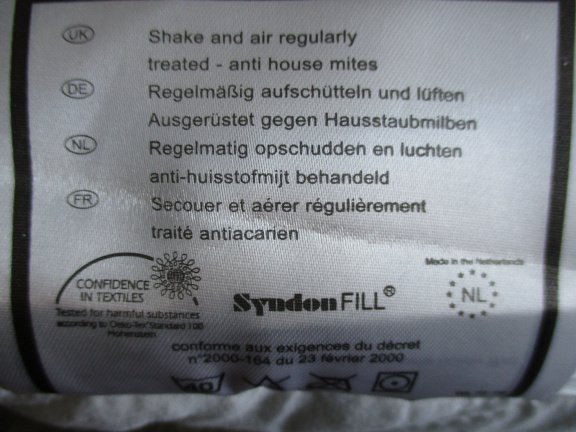 UK Shake and air regularly
treated - anti house mites
DE Regelmäßig aufschütteln und lüften
Ausgerüstet gegen Hausstaubmilben
NL Regelmatig opschudden en luchten
anti-huisstofmijt behandeld
FR Secouer et aérer régulièrement
traité antiacarien
CONFIDENCE
IN TEXTILES
Tested for harmful substances
according to Oeko-Tex Standard 100
Hohenstein
Syndon FILL®
Made in the Netherlands
NL
conforme aux exigences du décret
n°2000-164 du 23 février 2000
40